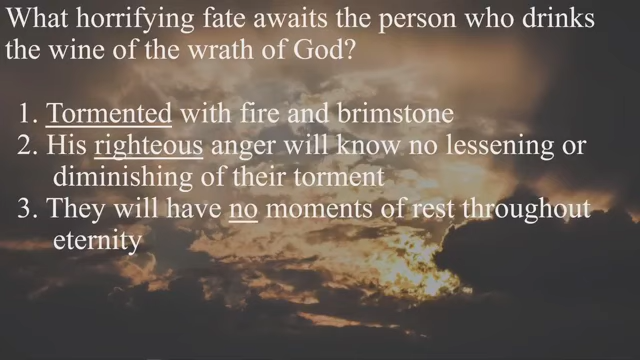 What horrifying fate awaits the person who drinks
the wine of the wrath of God?
1. Tormented with fire and brimstone
2. His righteous anger will know no lessening or
diminishing of their torment
3. They will have no moments of rest throughout
eternity